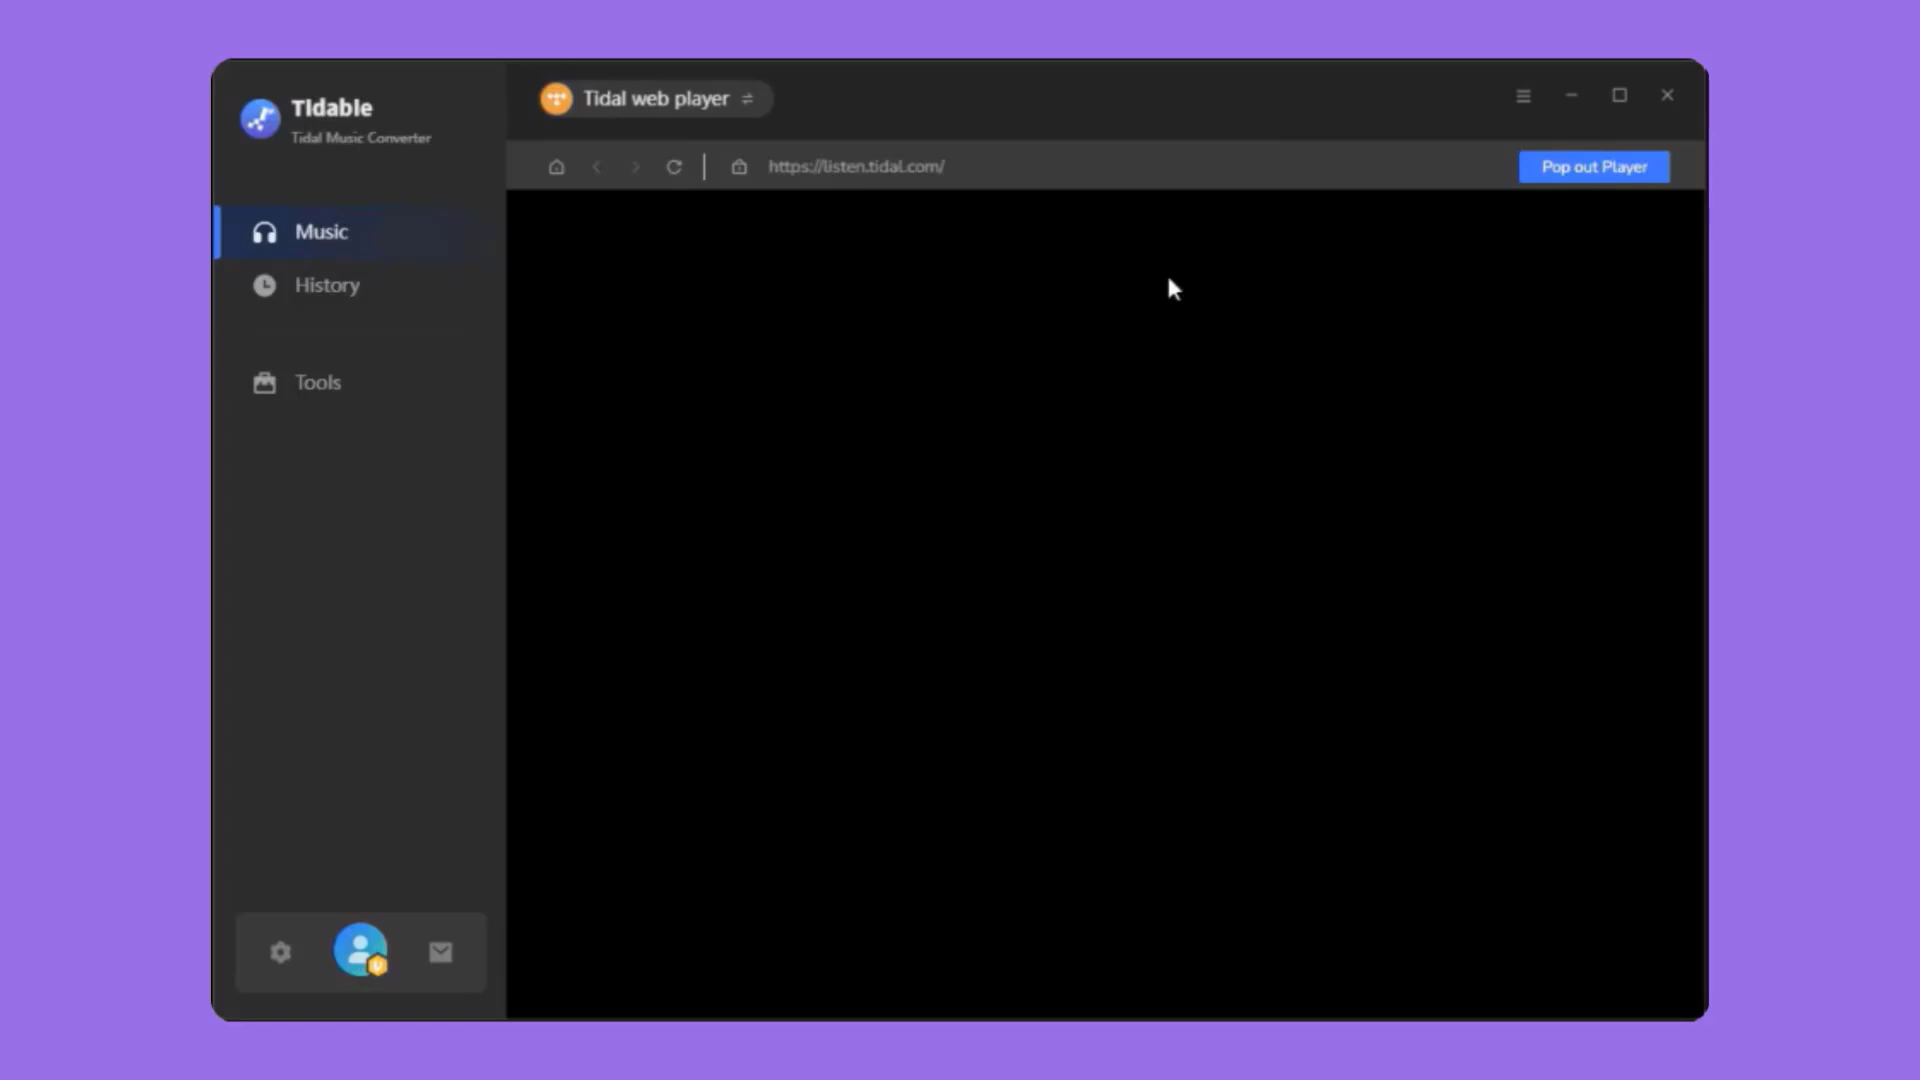 Tidable
Tidal Music Converter
Tidal web player
https://listen.tidal.com/
Pop out Player
Music
History
Tools